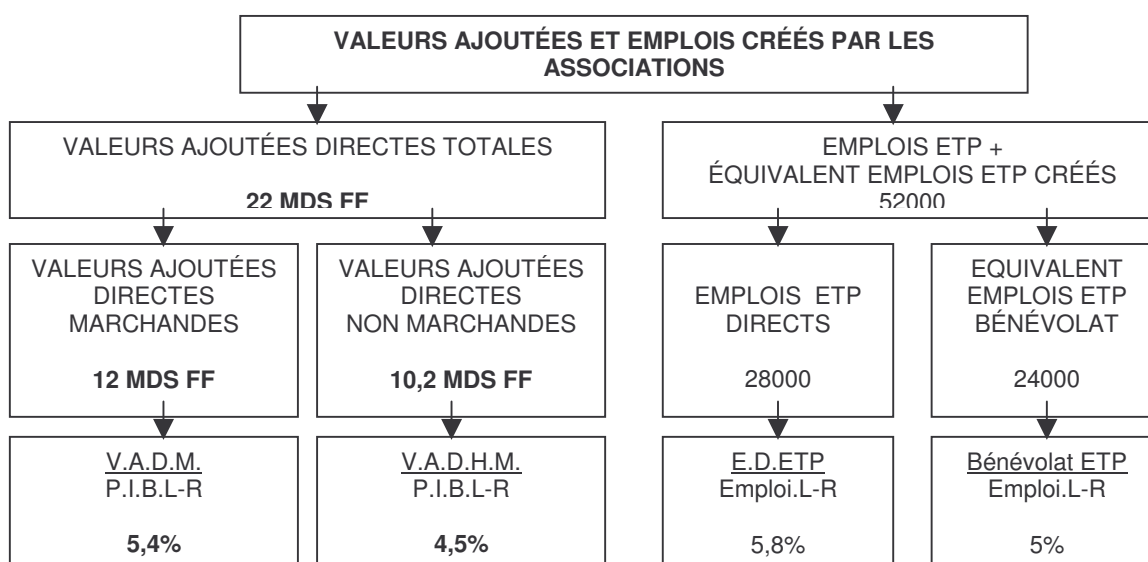 VALEURS AJOUTÉES ET EMPLOIS CRÉÉS PAR LES
ASSOCIATIONS
VALEURS AJOUTÉES DIRECTES TOTALES
22 MDS FF
EMPLOIS ETP +
ÉQUIVALENT EMPLOIS ETP CRÉÉS
52000
VALEURS AJOUTÉES
DIRECTES
MARCHANDES
12 MDS FF
VALEURS AJOUTÉES
DIRECTES
NON MARCHANDES
10,2 MDS FF
EMPLOIS ETP
DIRECTS
28000
EQUIVALENT
EMPLOIS ETP
BÉNÉVOLAT
24000
V.A.D.M.
P.I.B.L-R
5,4%
V.A.D.H.M.
P.I.B.L-R
4,5%
E.D.ETP
Emploi.L-R
5,8%
Bénévolat ETP
Emploi.L-R
5%